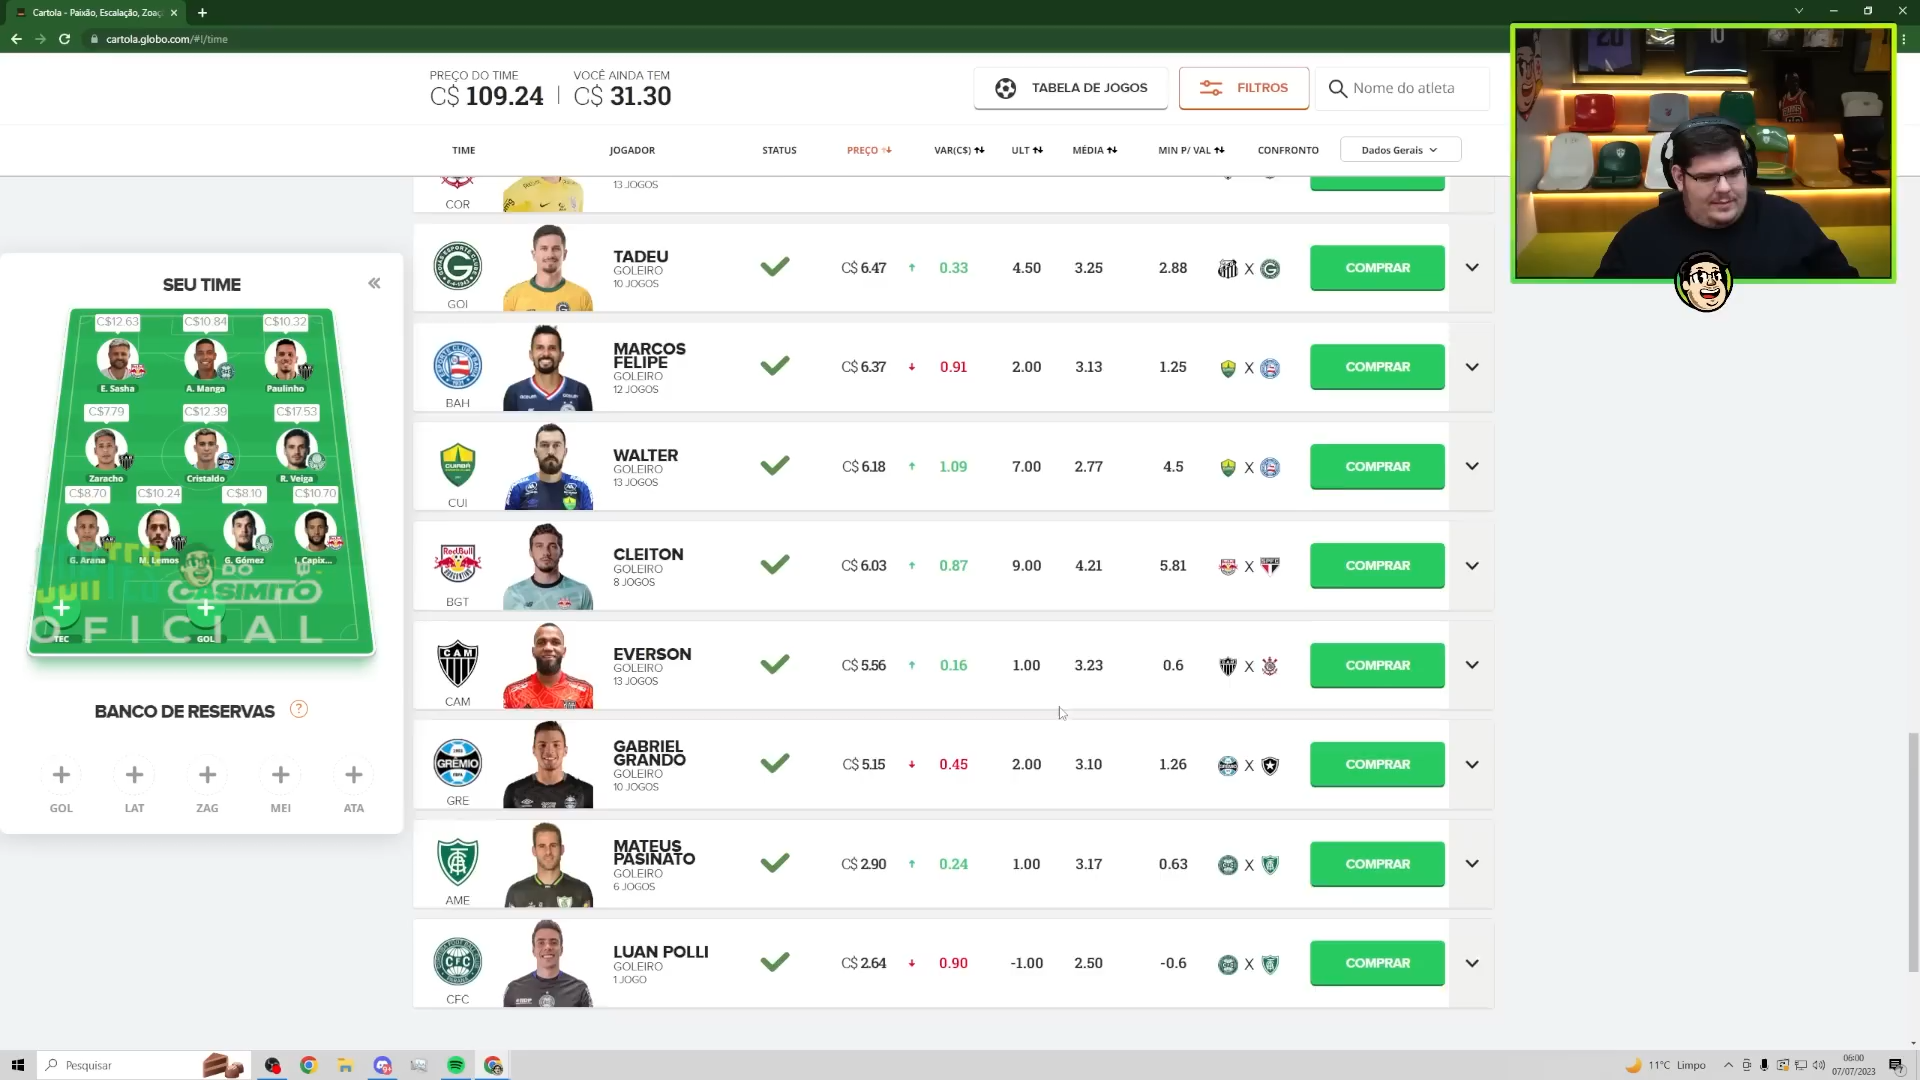 Cartola - Paixão, Escalação, Zoaç
cartola.globo.com/#!/time
PREÇO DO TIME
C$ 109.24
VOCÊ AINDA TEM
C$ 31.30
TABELA DE JOGOS
FILTROS
Nome do atleta
TIME
JOGADOR
STATUS
PREÇO
VAR(C$)
ULT
MÉDIA
MIN P/ VAL
CONFRONTO
Dados Gerais
COR
13 JOGOS
GOI
TADEU
GOLEIRO
10 JOGOS
C$ 6.47
0.33
4.50
3.25
2.88
X
COMPRAR
BAH
MARCOS
FELIPE
GOLEIRO
12 JOGOS
C$ 6.37
0.91
2.00
3.13
1.25
X
COMPRAR
CUIABÁ
CUI
WALTER
GOLEIRO
13 JOGOS
C$ 6.18
1.09
7.00
2.77
4.5
X
COMPRAR
RedBull
BGT
CLEITON
GOLEIRO
8 JOGOS
C$ 6.03
0.87
9.00
4.21
5.81
X
COMPRAR
CAM
CAM
EVERSON
GOLEIRO
13 JOGOS
C$ 5.56
0.16
1.00
3.23
0.6
X
COMPRAR
GRÊMIO
GRE
GABRIEL
GRANDO
GOLEIRO
10 JOGOS
C$ 5.15
0.45
2.00
3.10
1.26
X
COMPRAR
AME
MATEUS
PASINATO
GOLEIRO
6 JOGOS
C$ 2.90
0.24
1.00
3.17
0.63
X
COMPRAR
CFC
CFC
LUAN POLLI
GOLEIRO
1 JOGO
C$ 2.64
0.90
-1.00
2.50
-0.6
X
COMPRAR
SEU TIME
C$12.63
C$10.84
C$10.32
E. Sasha
A. Manga
Paulinho
C$7.79
C$12.39
C$17.53
Zaracho
Cristaldo
R. Veiga
C$8.70
C$10.24
C$8.10
C$10.70
G. Arana
M. Lemos
G. Gómez
I. Capix...
DO
CASIMITO
OFICIAL
TEC
GOL
BANCO DE RESERVAS
?
GOL
LAT
ZAG
MEI
ATA
Pesquisar
11°C Limpo
06:00
07/07/2023